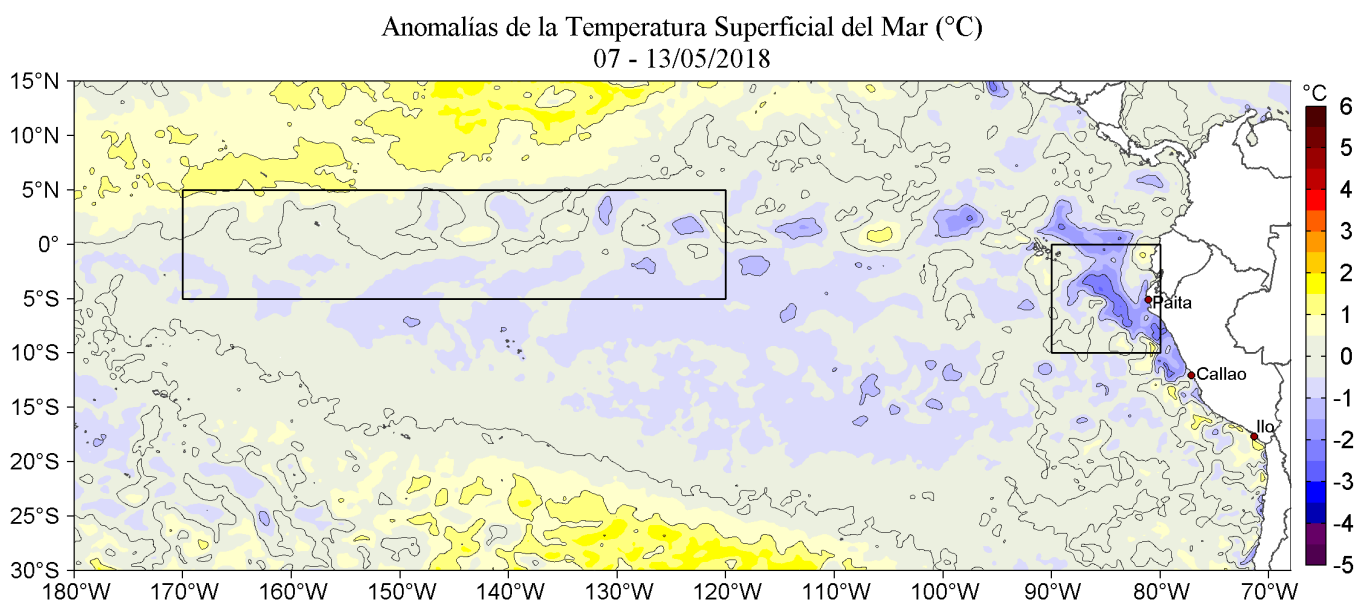 Anomalías de la Temperatura Superficial del Mar (°C)
07 - 13/05/2018
°C
15°N
10°N
5°N
0°
5°S
10°S
15°S
20°S
25°S
30°S
Paita
Callao
Ilo
6
5
4
3
2
1
0
-1
-2
-3
-4
-5
180°W 170°W 160°W 150°W 140°W 130°W 120°W 110°W 100°W 90°W 80°W 70°W